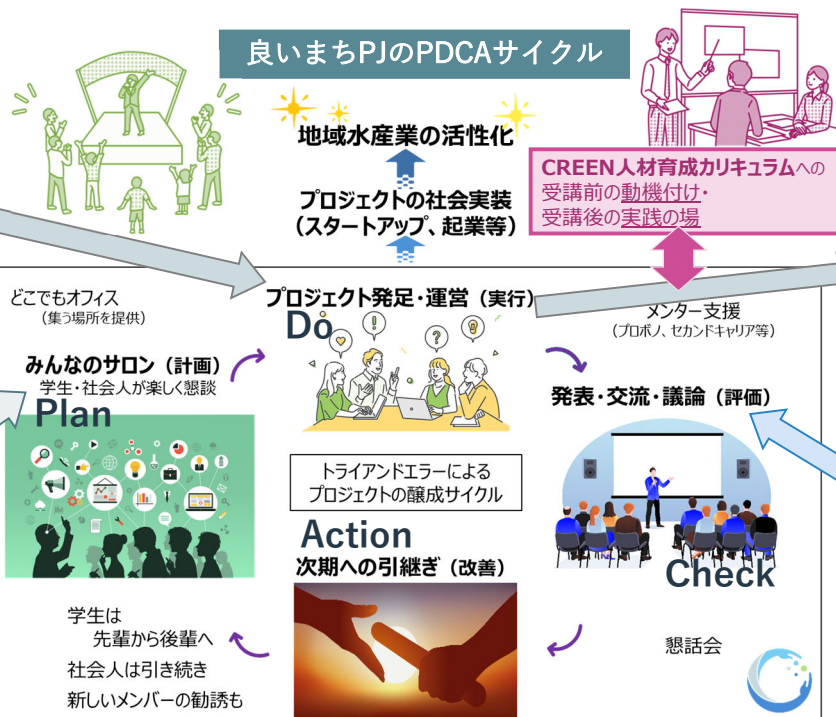 良いまちPJのPDCAサイクル
地域水産業の活性化
プロジェクトの社会実装
（スタートアップ、起業等）
CREEN人材育成カリキュラムへの
受講前の動機付け・
受講後の実践の場
どこでもオフィス
（集う場所を提供）
プロジェクト発足・運営（実行）
Do
メンター支援
（プロボノ、セカンドキャリア等）
みんなのサロン（計画）
学生・社会人が楽しく懇談
Plan
発表・交流・議論（評価）
トライアンドエラーによる
プロジェクトの醸成サイクル
Action
次期への引継ぎ（改善）
Check
学生は
先輩から後輩へ
社会人は引き続き
新しいメンバーの勧誘も
懇話会